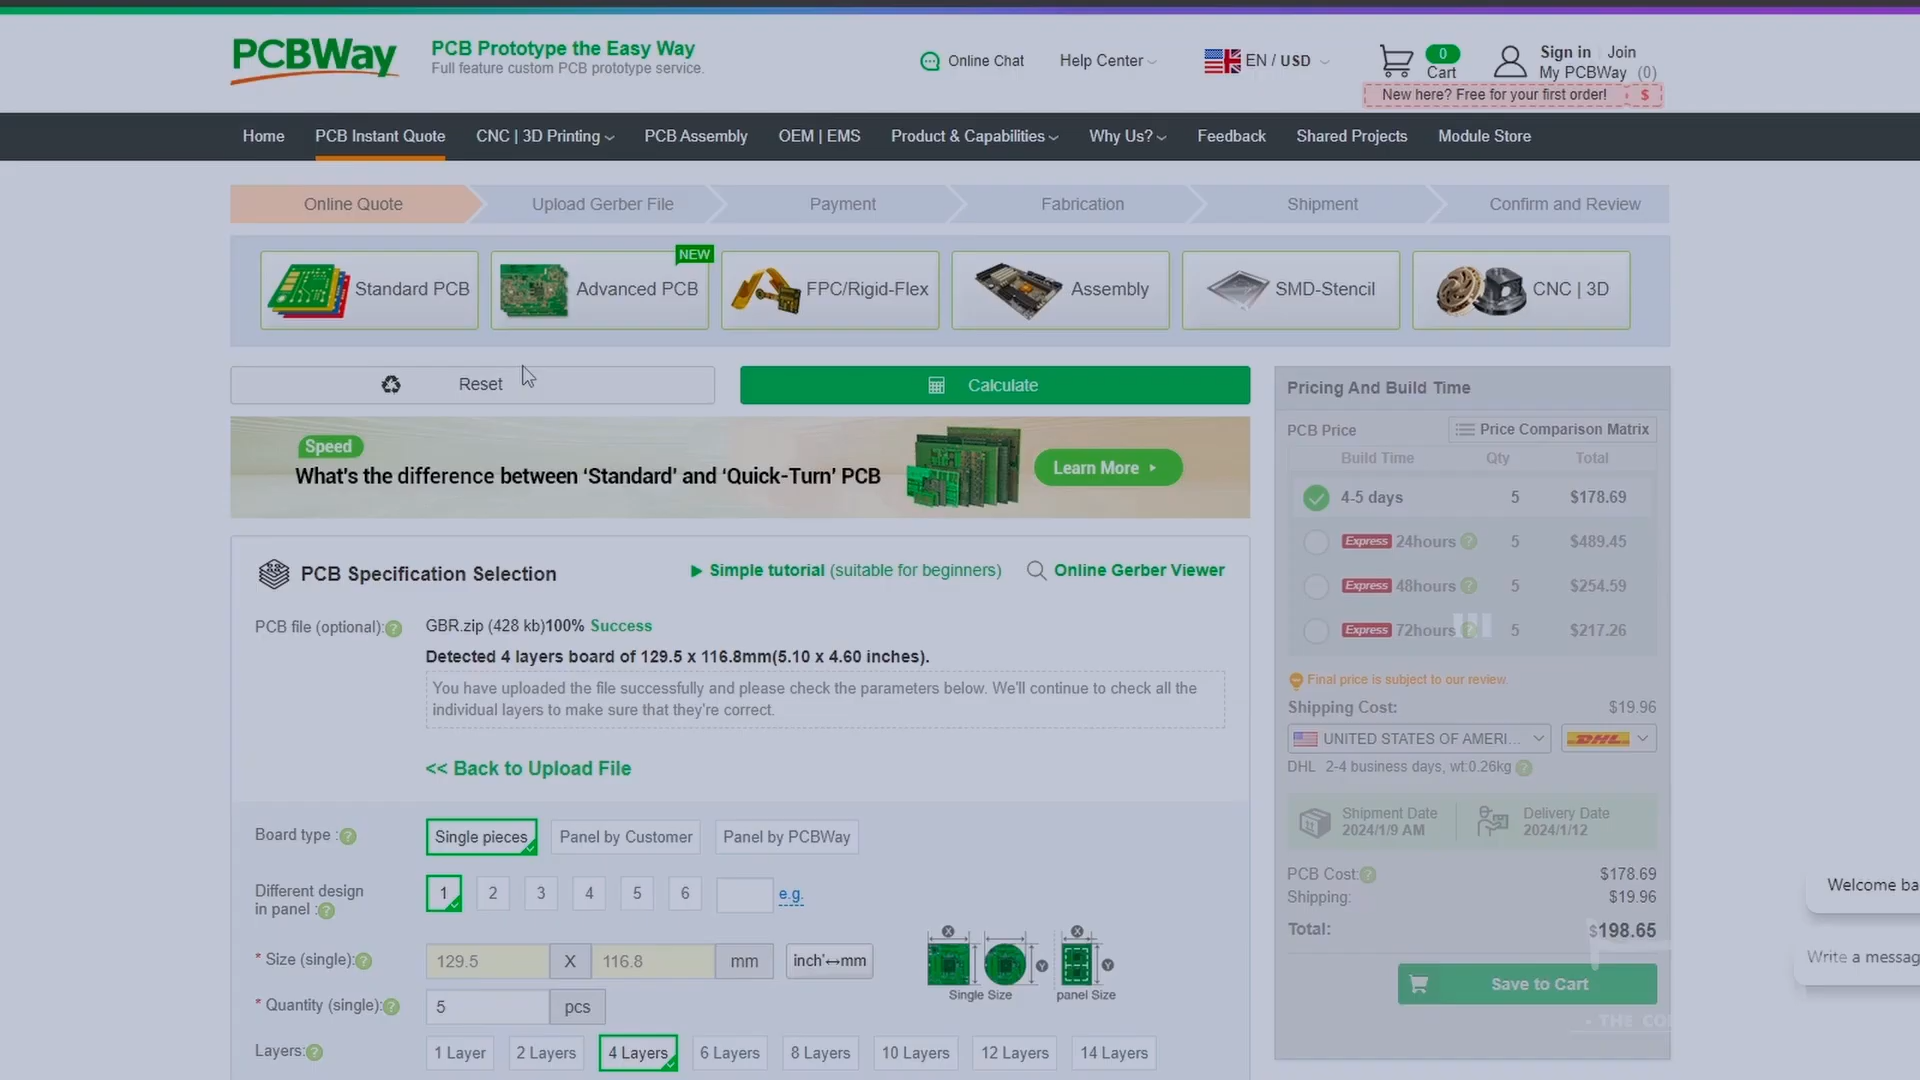 PCBWay
PCB Prototype the Easy Way
Full feature custom PCB prototype service.
Online Chat
Help Center
EN / USD
0
Cart
Sign in
Join
My PCBWay (0)
New here? Free for your first order! $
Home
PCB Instant Quote
CNC | 3D Printing
PCB Assembly
OEM | EMS
Product & Capabilities
Why Us?
Feedback
Shared Projects
Module Store
Online Quote
Upload Gerber File
Payment
Fabrication
Shipment
Confirm and Review
Standard PCB
NEW
Advanced PCB
FPC/Rigid-Flex
Assembly
SMD-Stencil
CNC | 3D
Reset
Calculate
Speed
What's the difference between ‘Standard’ and ‘Quick-Turn’ PCB
Learn More
PCB Specification Selection
Simple tutorial (suitable for beginners)
Online Gerber Viewer
PCB file (optional):?
GBR.zip (428 kb)100% Success
Detected 4 layers board of 129.5 x 116.8mm(5.10 x 4.60 inches).
You have uploaded the file successfully and please check the parameters below. We'll continue to check all the
individual layers to make sure that they're correct.
<< Back to Upload File
Board type :?
Single pieces
Panel by Customer
Panel by PCBWay
Different design
in panel :?
1
2
3
4
5
6
e.g.
* Size (single):?
129.5
X
116.8
mm
inch'↔mm
X
X
Y
Y
Single Size
panel Size
* Quantity (single):?
5
pcs
Layers:?
1 Layer
2 Layers
4 Layers
6 Layers
8 Layers
10 Layers
12 Layers
14 Layers
Pricing And Build Time
PCB Price
Price Comparison Matrix
Build Time Qty Total
4-5 days 5 $178.69
Express 24hours ? 5 $489.45
Express 48hours ? 5 $254.59
Express 72hours ? 5 $217.26
Final price is subject to our review.
Shipping Cost: $19.96
UNITED STATES OF AMERI...
DHL
DHL 2-4 business days, wt:0.26kg ?
Shipment Date
2024/1/9 AM
Delivery Date
2024/1/12
PCB Cost:? $178.69
Shipping: $19.96
Total: $198.65
Save to Cart
- THE CO
Welcome ba
Write a messag